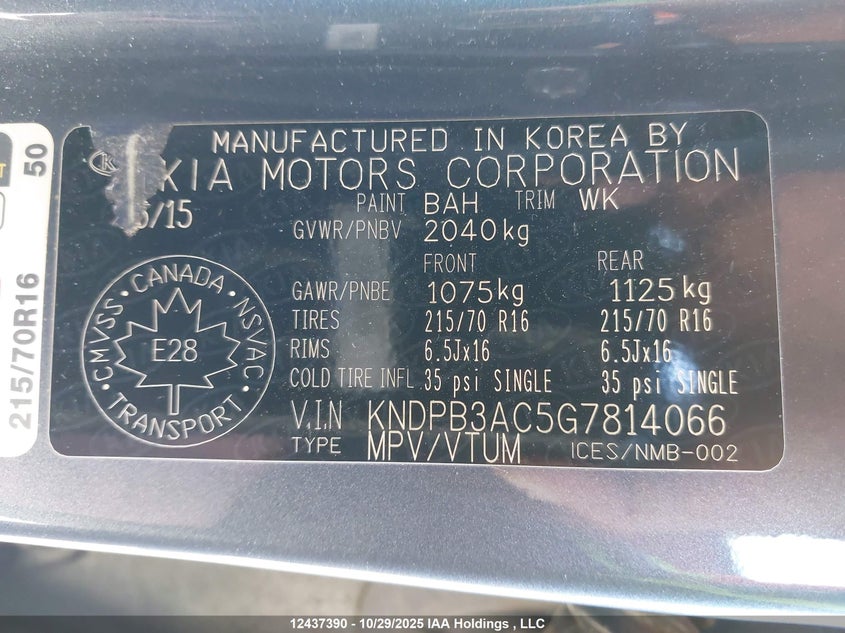 MANUFACTURED IN KOREA BY
KIA MOTORS CORPORATION
/15 PAINT BAH TRIM WK
GVWR/PNBV 2040kg
FRONT REAR
GAWR/PNBE 1075kg 1125kg
TIRES 215/70 R16 215/70 R16
RIMS 6.5Jx16 6.5Jx16
COLD TIRE INFL. 35 psi SINGLE 35 psi SINGLE
V.I.N KNDPB3AC5G7814066
TYPE MPV/VTUM ICES/NMB-002
CMVSS · CANADA · NSVAC
E28
TRANSPORT
50
215/70R16
12437390 - 10/29/2025 IAA Holdings , LLC